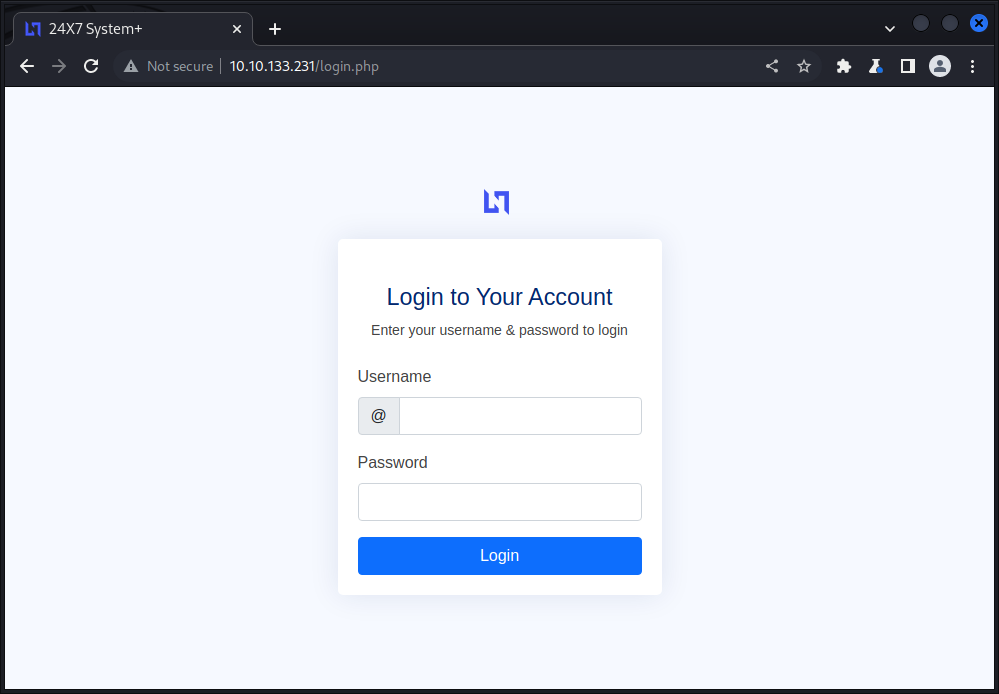 24X7 System+
Not secure 10.10.133.231/login.php
Login to Your Account
Enter your username & password to login
Username
@
Password
Login